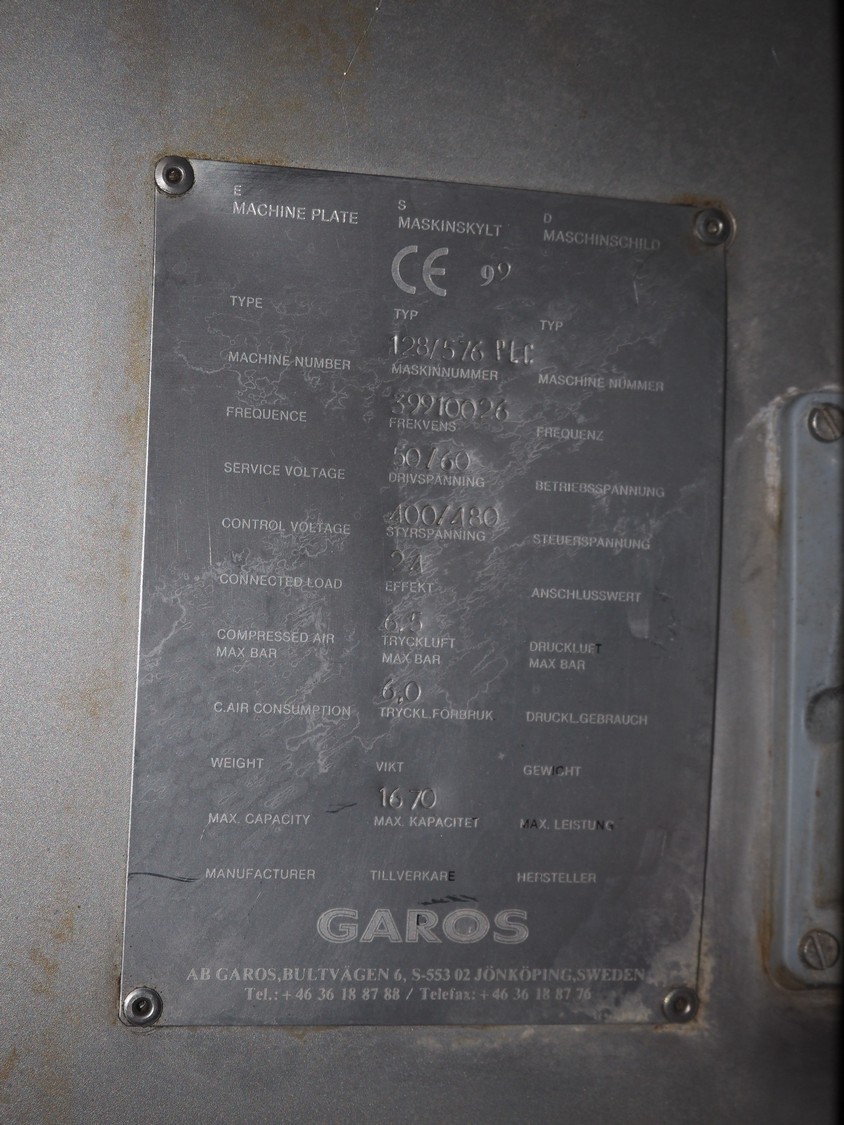 E S D
MACHINE PLATE MASKINSKYLT MASCHINSCHILD
CE 99
TYPE TYP TYP
128/576 PLC
MACHINE NUMBER MASKINNUMMER MASCHINE NUMMER
39910026
FREQUENCE FREKVENS FREQUENZ
50/60
SERVICE VOLTAGE DRIVSPANNING BETRIEBSSPANNUNG
400/480
CONTROL VOLTAGE STYRSPANNING STEUERSPANNUNG
24
CONNECTED LOAD EFFEKT ANSCHLUSSWERT
6,5
COMPRESSED AIR TRYCKLUFT DRUCKLUFT
MAX BAR MAX BAR MAX BAR
6,0
C.AIR CONSUMPTION TRYCKL.FÖRBRUK DRUCKL.GEBRAUCH
WEIGHT VIKT GEWICHT
1670
MAX. CAPACITY MAX. KAPACITET MAX. LEISTUNG
MANUFACTURER TILLVERKARE HERSTELLER
GAROS
AB GAROS,BULTVÄGEN 6, S-553 02 JÖNKÖPING,SWEDEN
Tel.: +46 36 18 87 88 / Telefax: +46 36 18 87 76